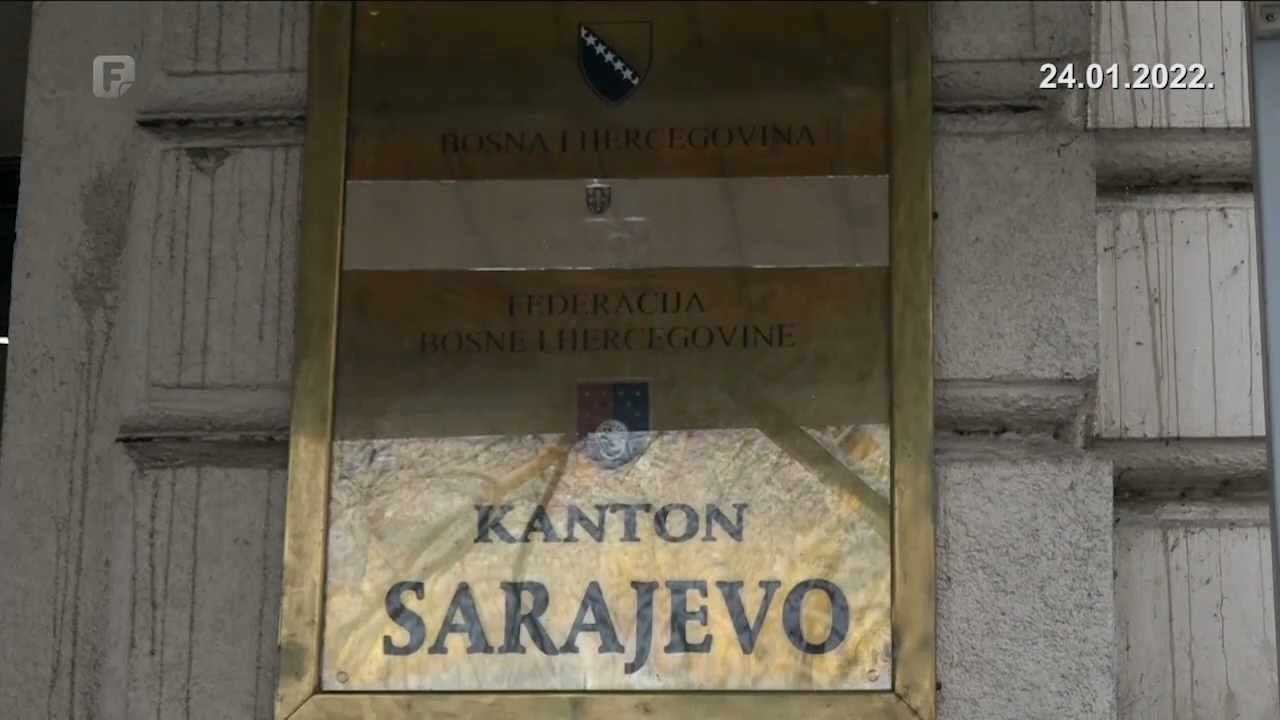 F
24.01.2022.
BOSNA I HERCEGOVINA
FEDERACIJA
BOSNE I HERCEGOVINE
KANTON
SARAJEVO